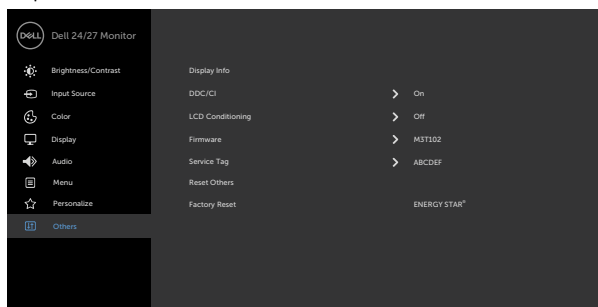 DELL Dell 24/27 Monitor
Brightness/Contrast Display Info
Input Source DDC/CI On
Color LCD Conditioning Off
Display Firmware M3T102
Audio Service Tag ABCDEF
Menu Reset Others
Personalize Factory Reset ENERGY STAR®
Others